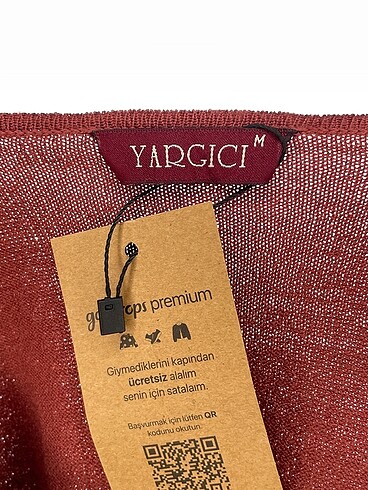 YARGICI M
premium
Giymediklerini kapından
ücretsiz alalım
senin için satalım.
Başvurmak için lütfen QR
kodunu okutun.